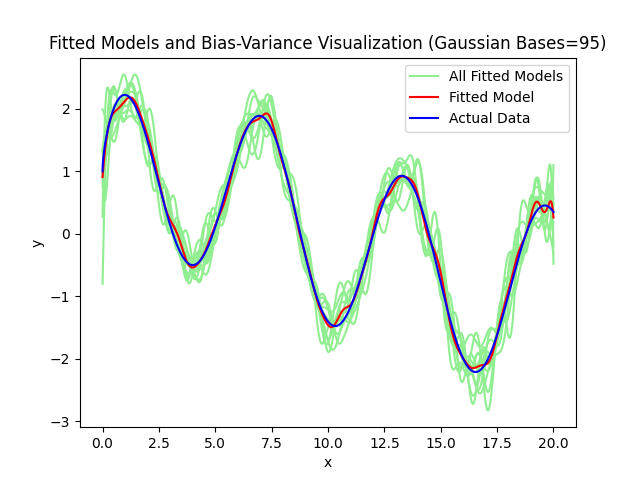 Fitted Models and Bias-Variance Visualization (Gaussian Bases=95)
All Fitted Models
Fitted Model
Actual Data
y
2
1
0
−1
−2
−3
0.0 2.5 5.0 7.5 10.0 12.5 15.0 17.5 20.0
x